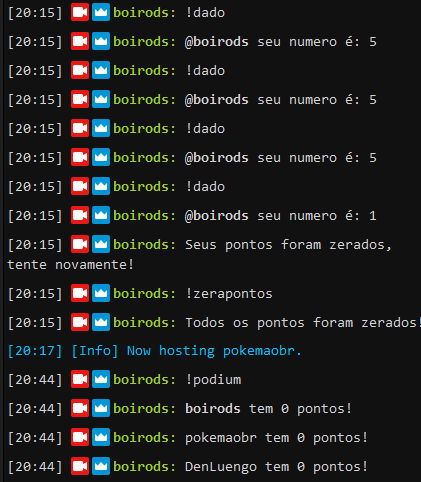 [20:15] boirods: !dado
[20:15] boirods: @boirods seu numero é: 5
[20:15] boirods: !dado
[20:15] boirods: @boirods seu numero é: 5
[20:15] boirods: !dado
[20:15] boirods: @boirods seu numero é: 5
[20:15] boirods: !dado
[20:15] boirods: @boirods seu numero é: 1
[20:15] boirods: Seus pontos foram zerados,
tente novamente!
[20:15] boirods: !zerapontos
[20:15] boirods: Todos os pontos foram zerados!
[20:17] [Info] Now hosting pokemaobr.
[20:44] boirods: !podium
[20:44] boirods: boirods tem 0 pontos!
[20:44] boirods: pokemaobr tem 0 pontos!
[20:44] boirods: DenLuengo tem 0 pontos!